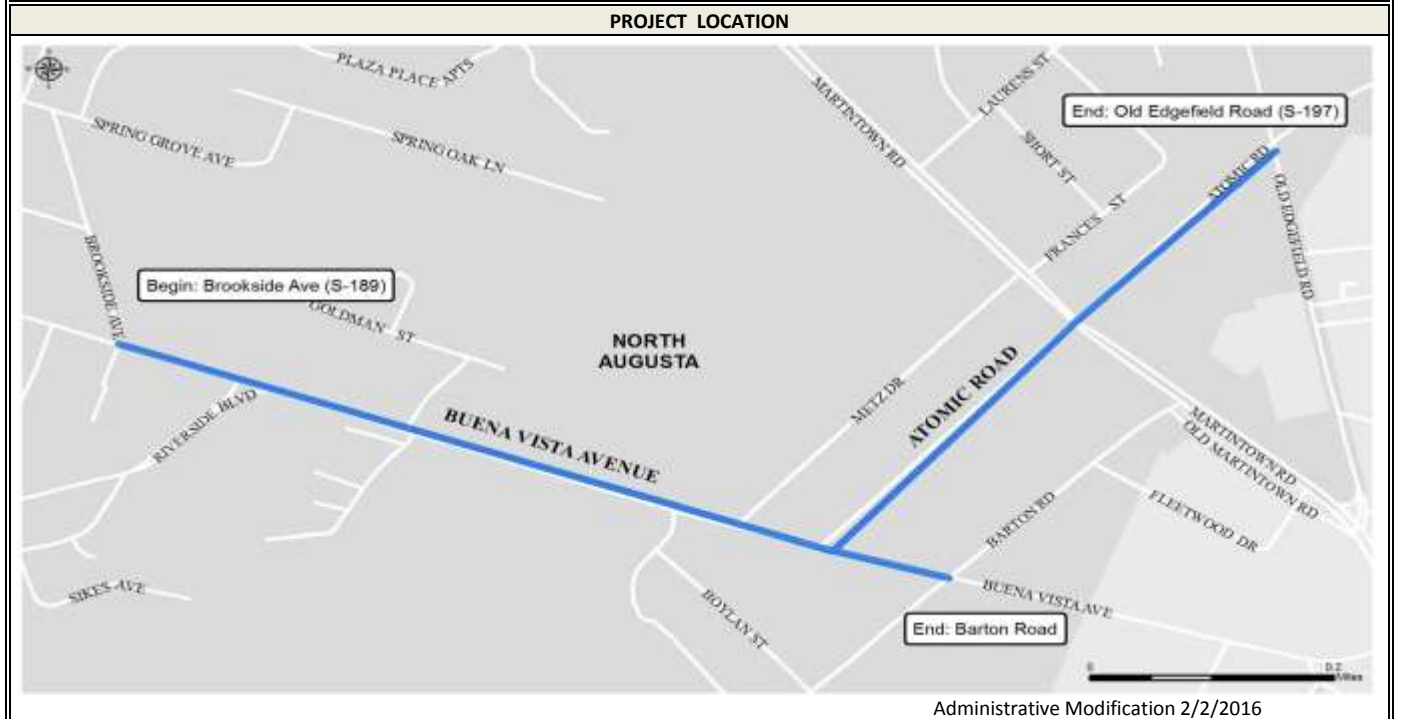 PROJECT LOCATION
PLAZA PLACE APTS
MARTINTOWN RD
LAURENS ST
End: Old Edgefield Road (S-197)
SPRING GROVE AVE
SPRING OAK LN
SHORT ST
ATOMIC RD
OLD EDGEFIELD RD
FRANCES ST
BROOKSIDE AVE
Begin: Brookside Ave (S-189)
GOLDMAN ST
NORTH
AUGUSTA
METZ DR
ATOMIC ROAD
RIVERSIDE BLVD
BUENA VISTA AVENUE
MARTINTOWN RD
OLD MARTINTOWN RD
BARTON RD
FLEETWOOD DR
SIKES AVE
BOYLAN ST
BUENA VISTA AVE
End: Barton Road
0 0.2
Miles
Administrative Modification 2/2/2016